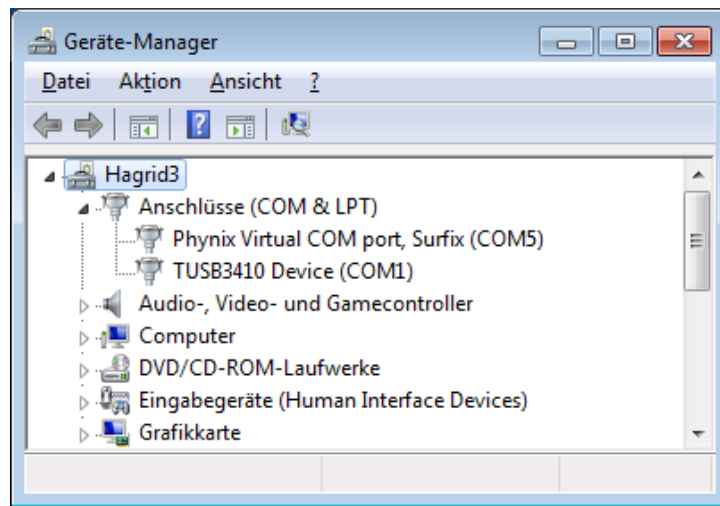 Geräte-Manager
Datei Aktion Ansicht ?
Hagrid3
Anschlüsse (COM & LPT)
Phynix Virtual COM port, Surfix (COM5)
TUSB3410 Device (COM1)
Audio-, Video- und Gamecontroller
Computer
DVD/CD-ROM-Laufwerke
Eingabegeräte (Human Interface Devices)
Grafikkarte